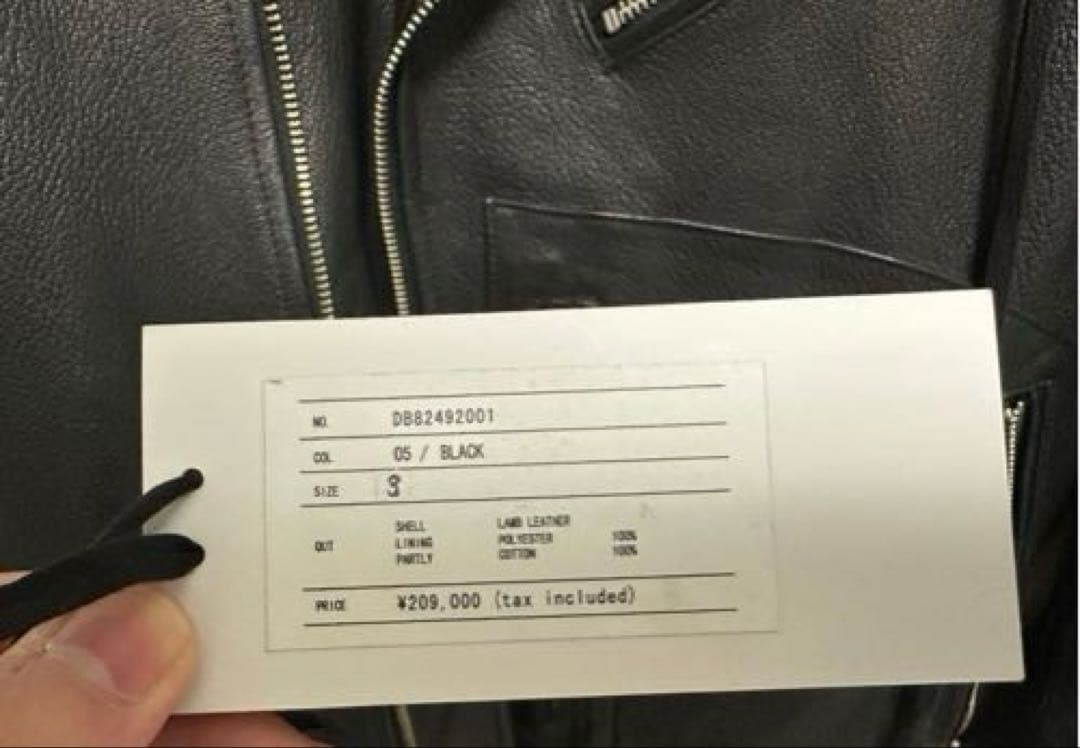 NO. DB82492001
COL 05 / BLACK
SIZE 3
OUT SHELL LAMB LEATHER
LINING POLYESTER 100%
PARTLY COTTON 100%
PRICE ¥209,000 (tax included)